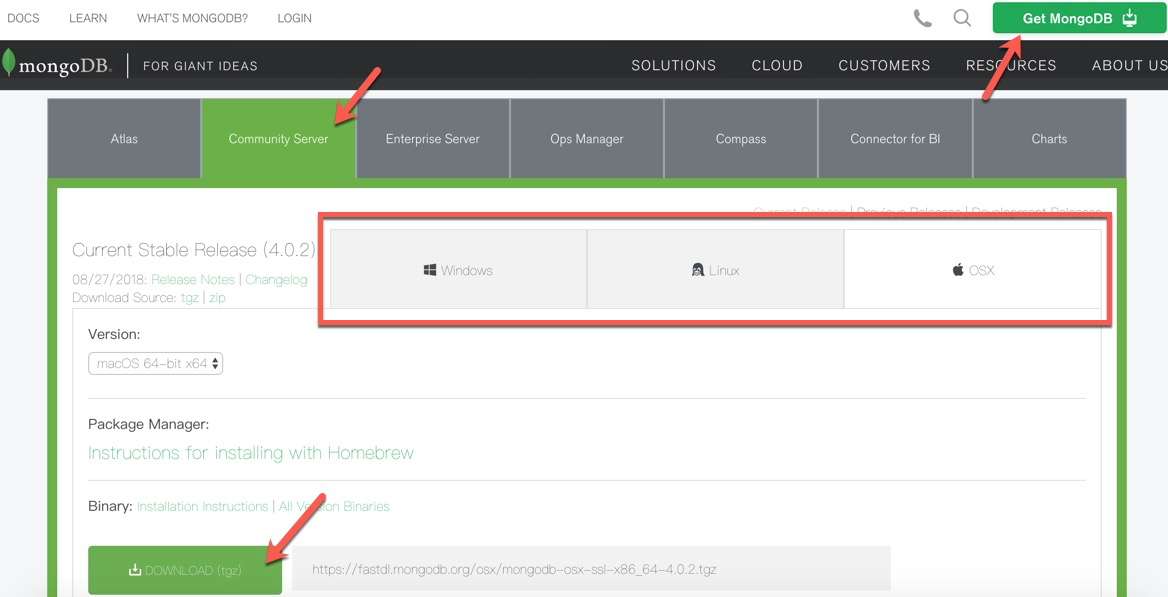 DOCS LEARN WHAT'S MONGODB? LOGIN Get MongoDB
mongoDB. FOR GIANT IDEAS SOLUTIONS CLOUD CUSTOMERS RESOURCES ABOUT US
Atlas Community Server Enterprise Server Ops Manager Compass Connector for BI Charts
Current Release | Previous Releases | Development Releases
Current Stable Release (4.0.2)
08/27/2018: Release Notes | Changelog
Download Source: tgz | zip
Windows Linux OSX
Version:
macOS 64-bit x64
Package Manager:
Instructions for installing with Homebrew
Binary: Installation Instructions | All Version Binaries
DOWNLOAD (tgz) https://fastdl.mongodb.org/osx/mongodb-osx-ssl-x86_64-4.0.2.tgz